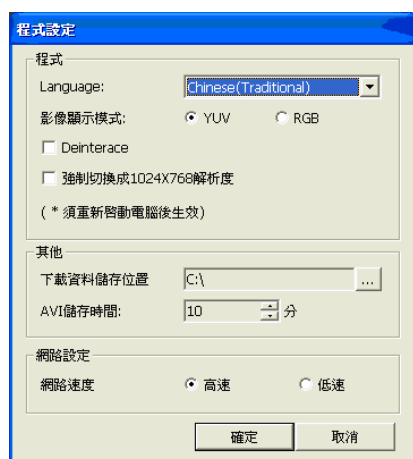 程式設定
程式
Language: Chinese(Traditional)
影像顯示模式: YUV RGB
Deinterace
強制切換成1024X768解析度
( * 須重新啓動電腦後生效)
其他
下載資料儲存位置 C:\ ...
AVI儲存時間: 10 分
網路設定
網路速度 高速 低速
確定 取消